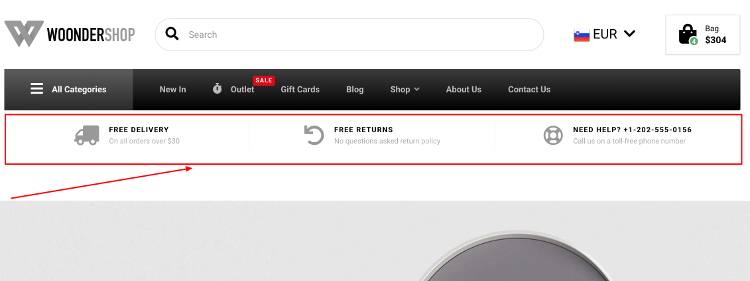 WOONDERSHOP
Search
EUR
Bag
4
$304
All Categories
New In
Outlet
SALE
Gift Cards
Blog
Shop
About Us
Contact Us
FREE DELIVERY
On all orders over $30
FREE RETURNS
No questions asked return policy
NEED HELP? +1-202-555-0156
Call us on a toll-free phone number